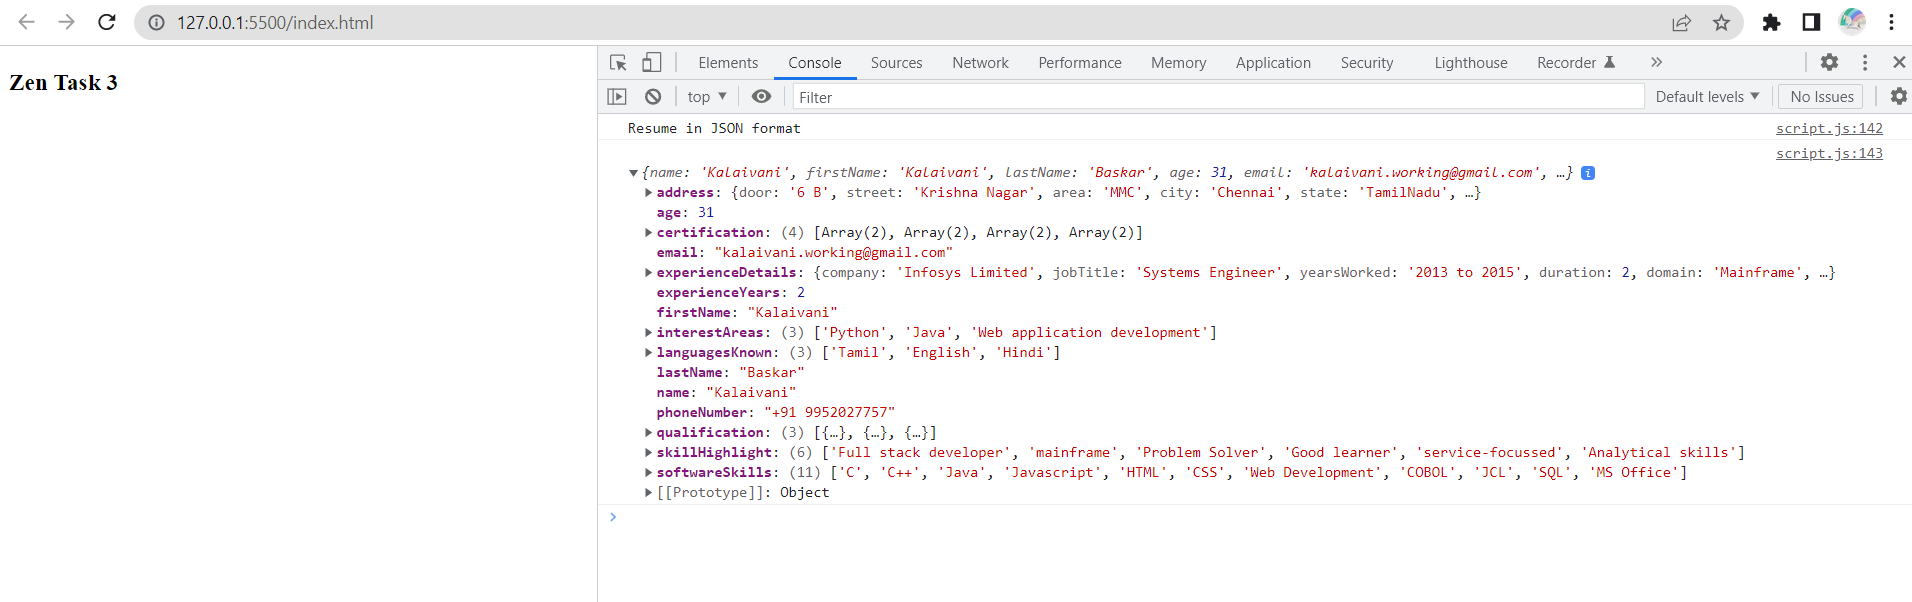 127.0.0.1:5500/index.html
Zen Task 3
Elements Console Sources Network Performance Memory Application Security Lighthouse Recorder
top Filter Default levels No Issues
Resume in JSON format script.js:142
script.js:143
{name: 'Kalaivani', firstName: 'Kalaivani', lastName: 'Baskar', age: 31, email: 'kalaivani.working@gmail.com', …} i
address: {door: '6 B', street: 'Krishna Nagar', area: 'MMC', city: 'Chennai', state: 'TamilNadu', …}
age: 31
certification: (4) [Array(2), Array(2), Array(2), Array(2)]
email: "kalaivani.working@gmail.com"
experienceDetails: {company: 'Infosys Limited', jobTitle: 'Systems Engineer', yearsWorked: '2013 to 2015', duration: 2, domain: 'Mainframe', …}
experienceYears: 2
firstName: "Kalaivani"
interestAreas: (3) ['Python', 'Java', 'Web application development']
languagesKnown: (3) ['Tamil', 'English', 'Hindi']
lastName: "Baskar"
name: "Kalaivani"
phoneNumber: "+91 9952027757"
qualification: (3) [{…}, {…}, {…}]
skillHighlight: (6) ['Full stack developer', 'mainframe', 'Problem Solver', 'Good learner', 'service-focussed', 'Analytical skills']
softwareSkills: (11) ['C', 'C++', 'Java', 'Javascript', 'HTML', 'CSS', 'Web Development', 'COBOL', 'JCL', 'SQL', 'MS Office']
[[Prototype]]: Object